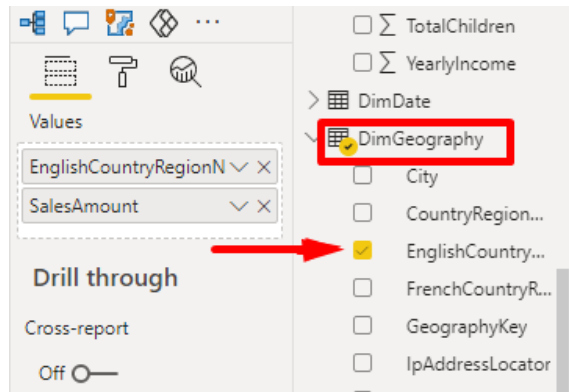 Values
EnglishCountryRegionN
SalesAmount
Drill through
Cross-report
Off
TotalChildren
YearlyIncome
DimDate
DimGeography
City
CountryRegion...
EnglishCountry...
FrenchCountryR...
GeographyKey
IpAddressLocator